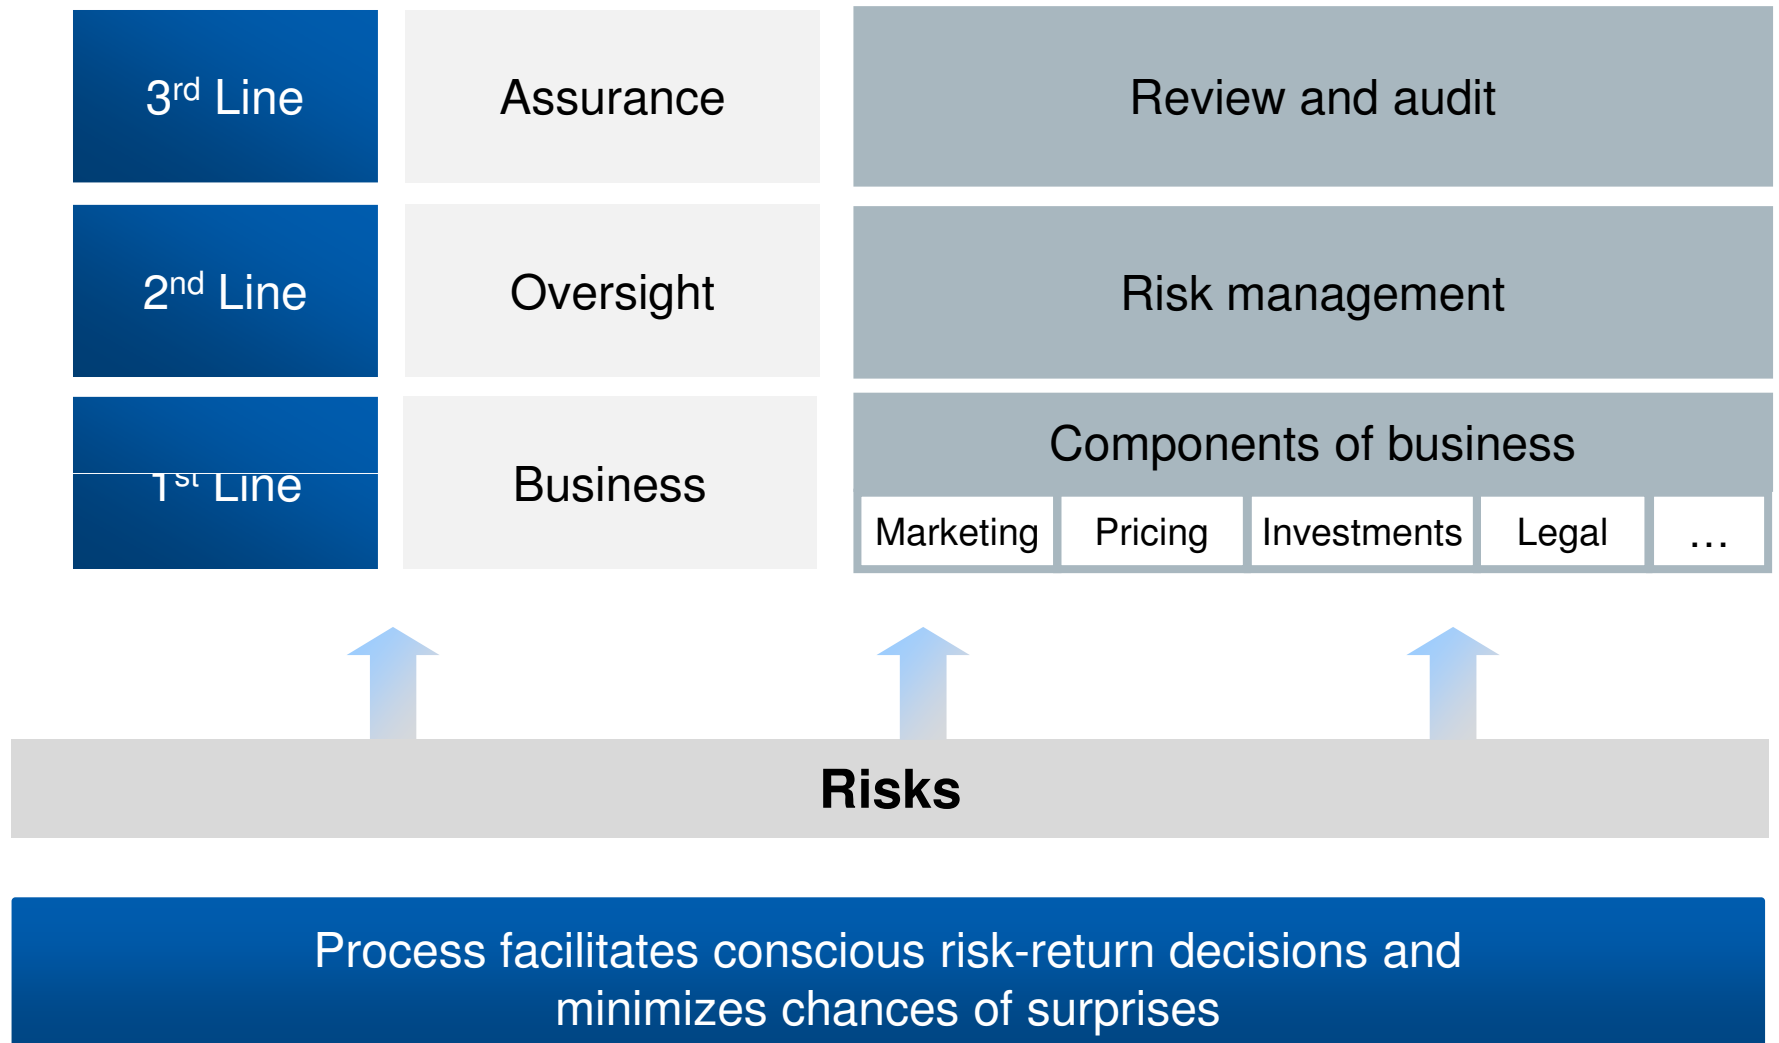 3rd Line
Assurance
Review and audit
2nd Line
Oversight
Risk management
1st Line
Business
Components of business
Marketing
Pricing
Investments
Legal
...
Risks
Process facilitates conscious risk-return decisions and
minimizes chances of surprises